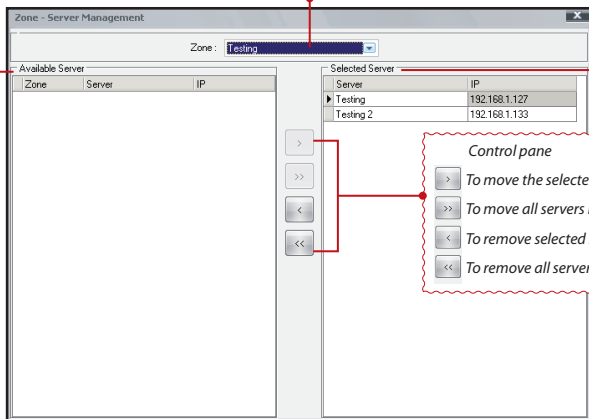 Zone - Server Management
Zone : Testing
Available Server
Zone Server IP
Selected Server
Server IP
Testing 192.168.1.127
Testing 2 192.168.1.133
>
>>
<
<<
Control pane
> To move the selecte
>> To move all servers
< To remove selected
<< To remove all server